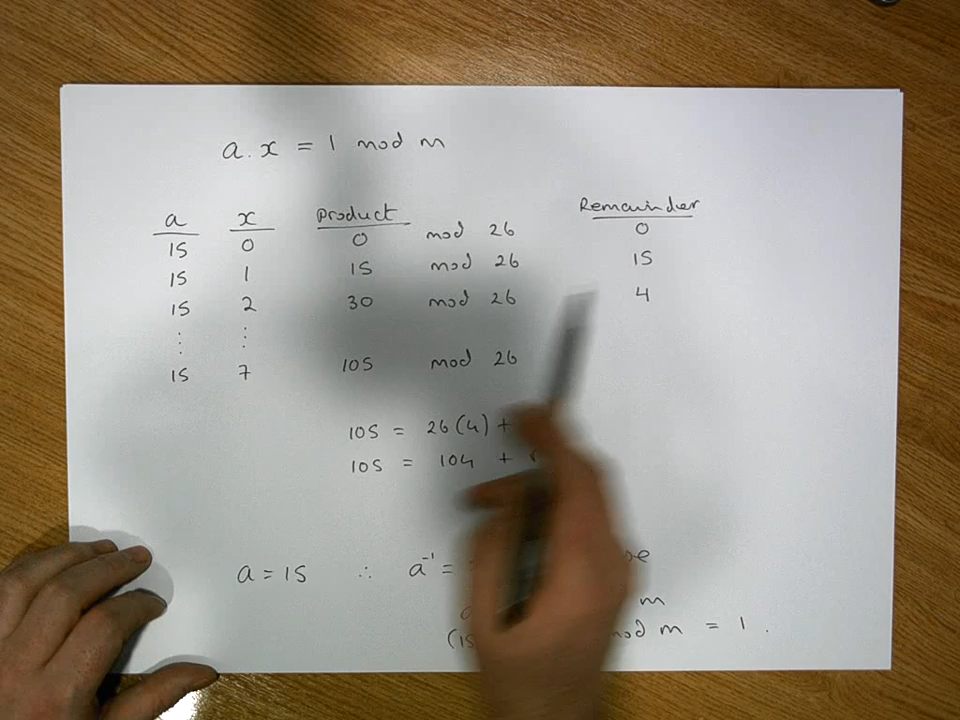 a.x = 1 mod m
a x Product Remainder
15 0 0 mod 26 0
15 1 15 mod 26 15
15 2 30 mod 26 4
⋮ ⋮
15 7 105 mod 26
105 = 26(4) +
105 = 104 +
a = 15 ∴ a⁻¹ =
m
(15 mod m = 1.